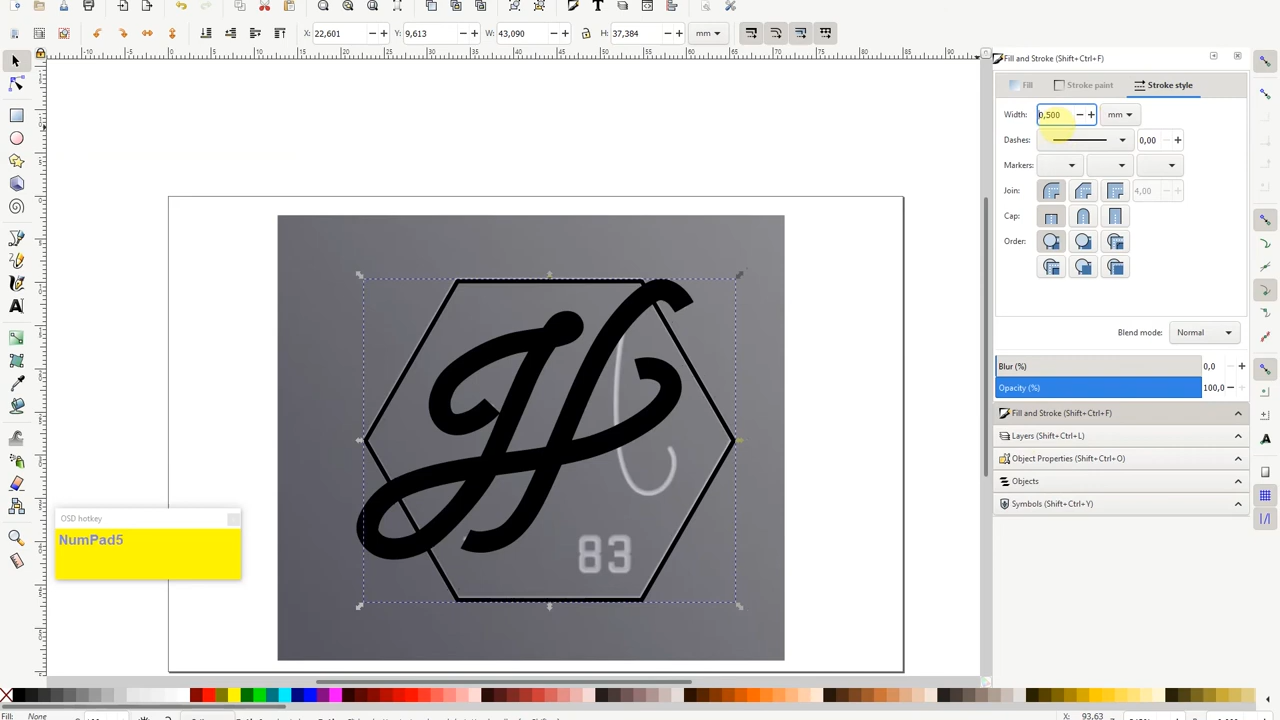 X: 22,601 − + Y: 9,613 − + W: 43,090 − + H: 37,384 − + mm
Fill and Stroke (Shift+Ctrl+F)
Fill Stroke paint Stroke style
Width: 0,500 − + mm
Dashes: 0,00 − +
Markers:
Join: 4,00 − +
Cap:
Order:
Blend mode: Normal
Blur (%) 0,0 − +
Opacity (%) 100,0 − +
Fill and Stroke (Shift+Ctrl+F)
Layers (Shift+Ctrl+L)
Object Properties (Shift+Ctrl+O)
Objects
Symbols (Shift+Ctrl+Y)
H
83
OSD hotkey
NumPad5
Fill: None
X: 93,63